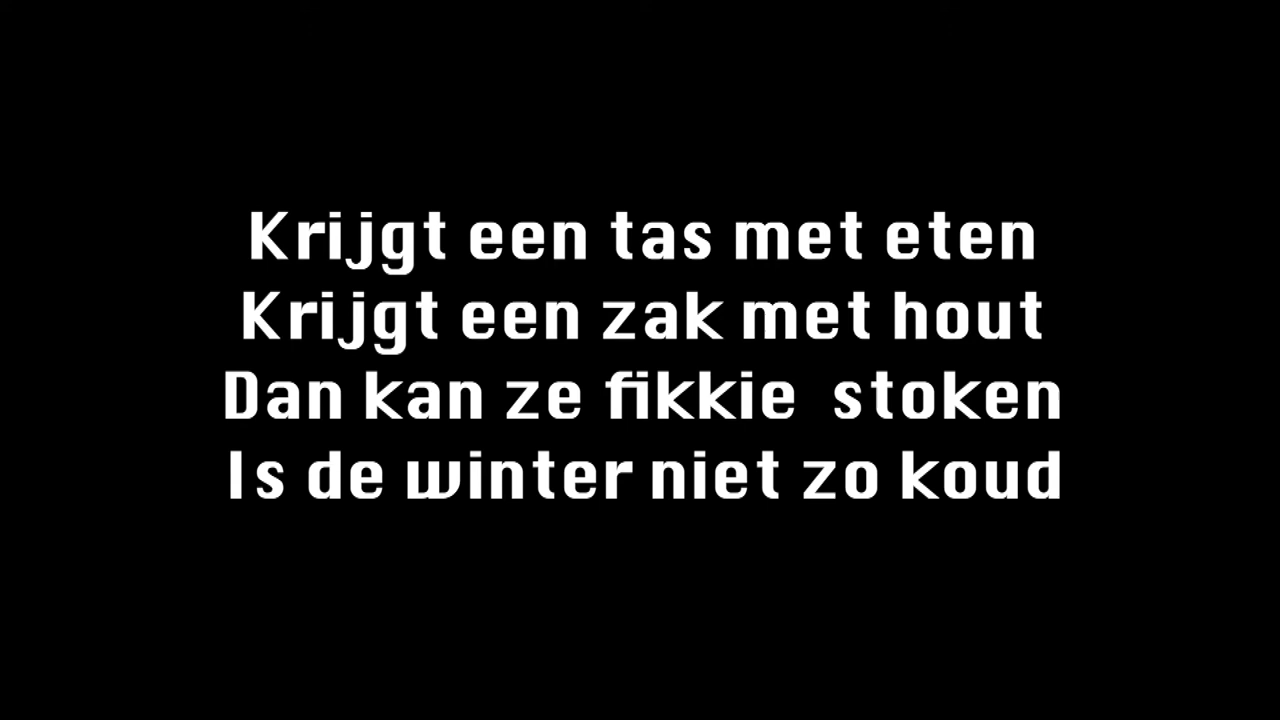 Krijgt een tas met eten
Krijgt een zak met hout
Dan kan ze fikkie stoken
Is de winter niet zo koud